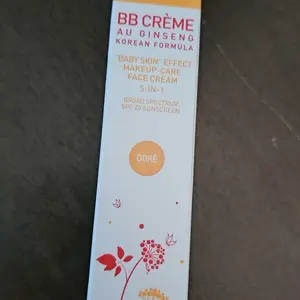 BB CRÈME
AU GINSENG
KOREAN FORMULA
"BABY SKIN" EFFECT
MAKEUP-CARE
FACE CREAM
5-IN-1
BROAD SPECTRUM
SPF 20 SUNSCREEN
DORÉ